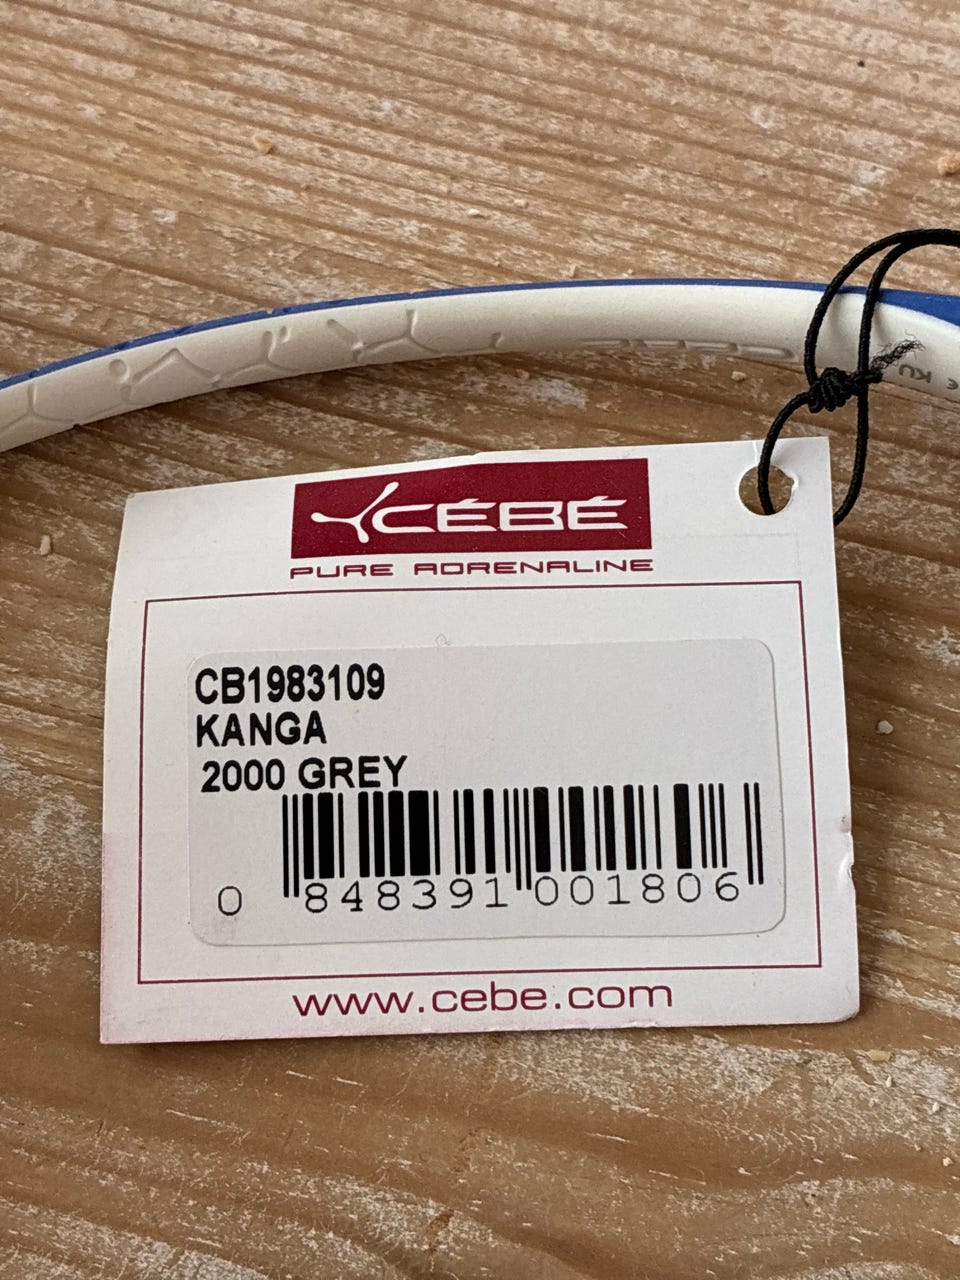 CÉBÉ
PURE ADRENALINE
CB1983109
KANGA
2000 GREY
0 848391 001806
www.cebe.com